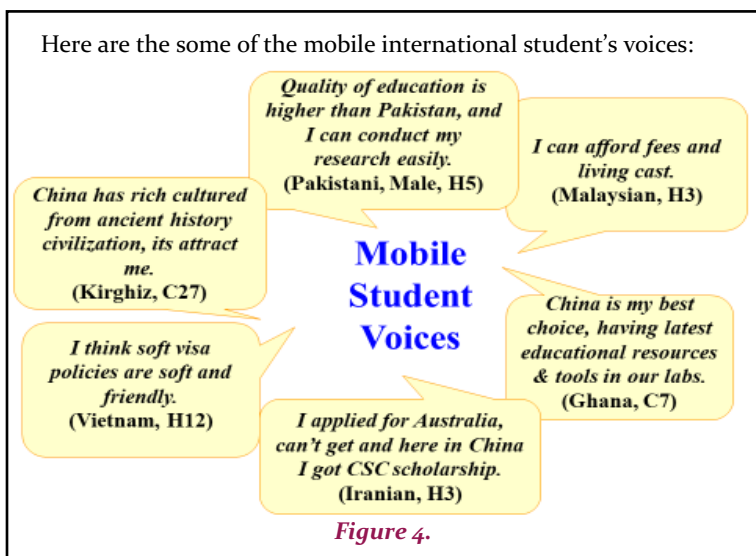 Here are the some of the mobile international student's voices:
Quality of education is
higher than Pakistan, and
I can conduct my
research easily.
(Pakistani, Male, H5)
I can afford fees and
living cast.
(Malaysian, H3)
China has rich cultured
from ancient history
civilization, its attract
me.
(Kirghiz, C27)
Mobile
Student
Voices
China is my best
choice, having latest
educational resources
& tools in our labs.
(Ghana, C7)
I think soft visa
policies are soft and
friendly.
(Vietnam, H12)
I applied for Australia,
can't get and here in China
I got CSC scholarship.
(Iranian, H3)
Figure 4.